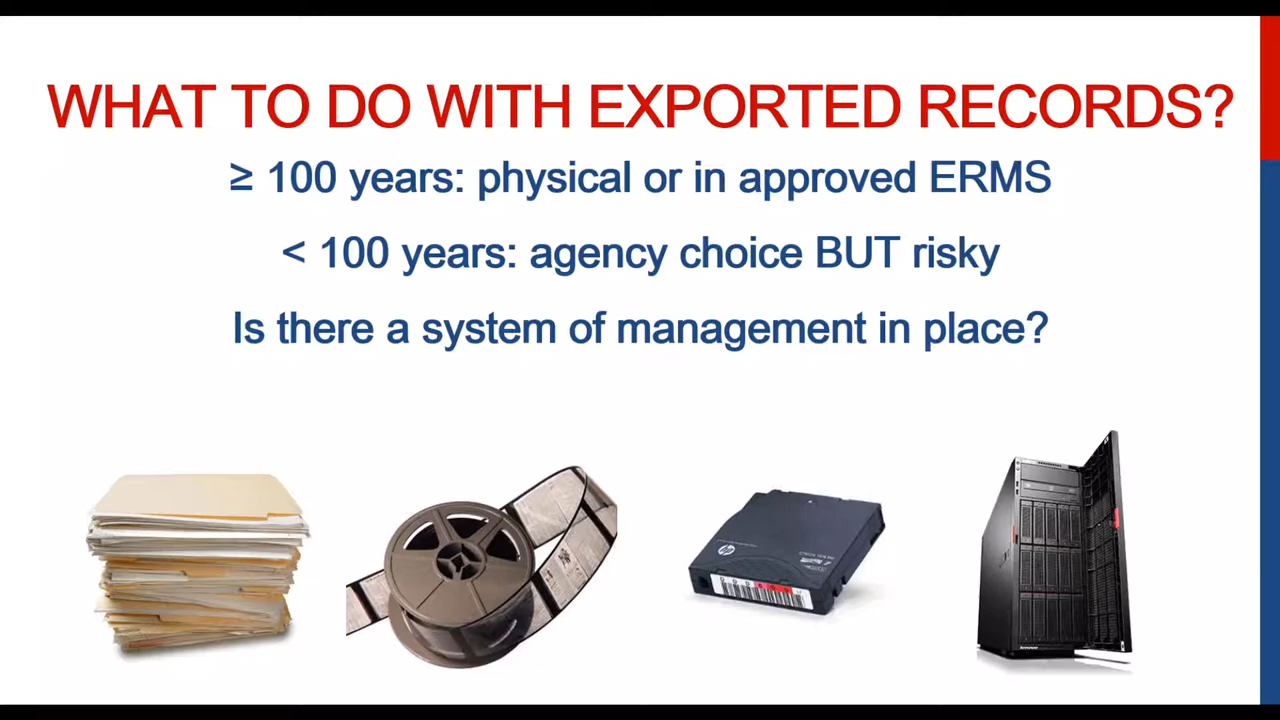 WHAT TO DO WITH EXPORTED RECORDS?
≥ 100 years: physical or in approved ERMS
< 100 years: agency choice BUT risky
Is there a system of management in place?
hp